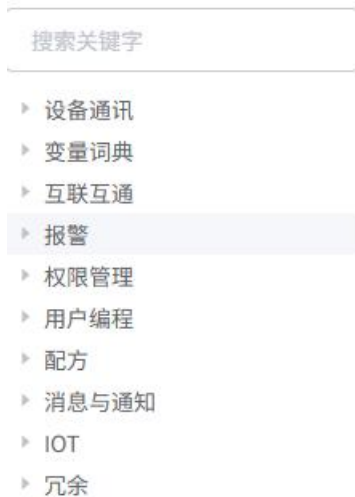 搜索关键字
设备通讯
变量词典
互联互通
报警
权限管理
用户编程
配方
消息与通知
IOT
冗余